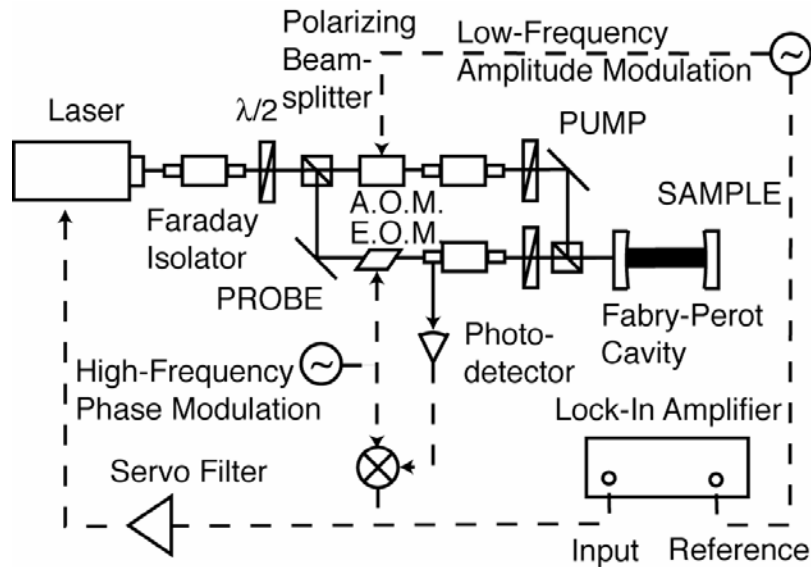 Polarizing
Beam-
splitter
Low-Frequency
Amplitude Modulation
~
Laser
λ/2
PUMP
SAMPLE
Faraday
Isolator
A.O.M.
E.O.M.
PROBE
Fabry-Perot
Cavity
Photo-
detector
High-Frequency
Phase Modulation
~
Lock-In Amplifier
Servo Filter
Input
Reference